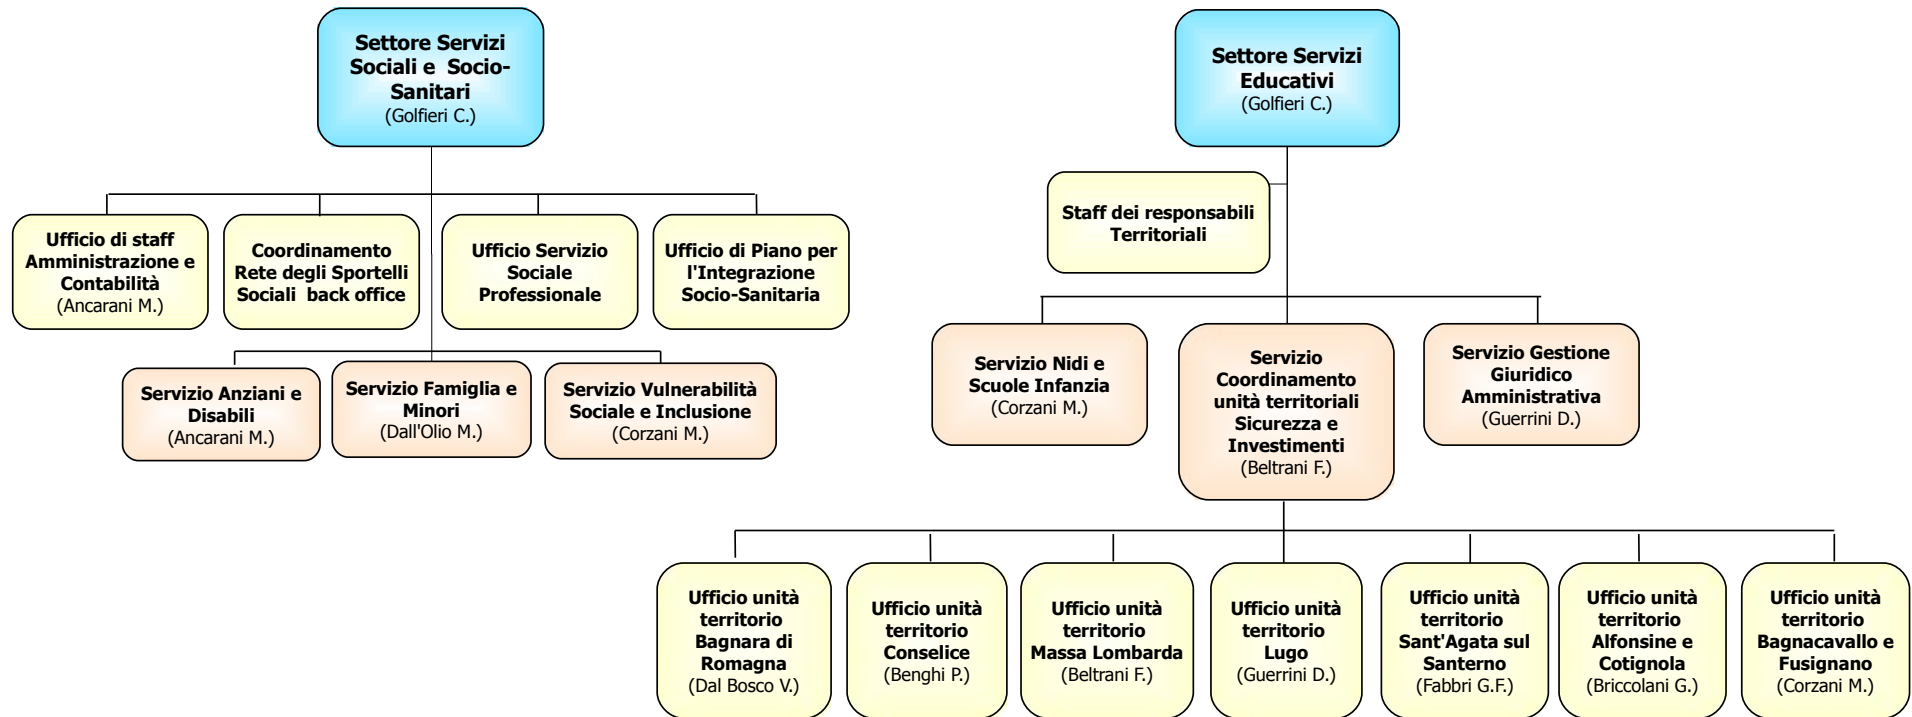 Settore Servizi
Sociali e Socio-
Sanitari
(Golfieri C.)
Settore Servizi
Educativi
(Golfieri C.)
Staff dei responsabili
Territoriali
Ufficio di staff
Amministrazione e
Contabilità
(Ancarani M.)
Coordinamento
Rete degli Sportelli
Sociali back office
Ufficio Servizio
Sociale
Professionale
Ufficio di Piano per
l'Integrazione
Socio-Sanitaria
Servizio Anziani e
Disabili
(Ancarani M.)
Servizio Famiglia e
Minori
(Dall'Olio M.)
Servizio Vulnerabilità
Sociale e Inclusione
(Corzani M.)
Servizio Nidi e
Scuole Infanzia
(Corzani M.)
Servizio
Coordinamento
unità territoriali
Sicurezza e
Investimenti
(Beltrani F.)
Servizio Gestione
Giuridico
Amministrativa
(Guerrini D.)
Ufficio unità
territorio
Bagnara di
Romagna
(Dal Bosco V.)
Ufficio unità
territorio
Conselice
(Benghi P.)
Ufficio unità
territorio
Massa Lombarda
(Beltrani F.)
Ufficio unità
territorio
Lugo
(Guerrini D.)
Ufficio unità
territorio
Sant'Agata sul
Santerno
(Fabbri G.F.)
Ufficio unità
territorio
Alfonsine e
Cotignola
(Briccolani G.)
Ufficio unità
territorio
Bagnacavallo e
Fusignano
(Corzani M.)